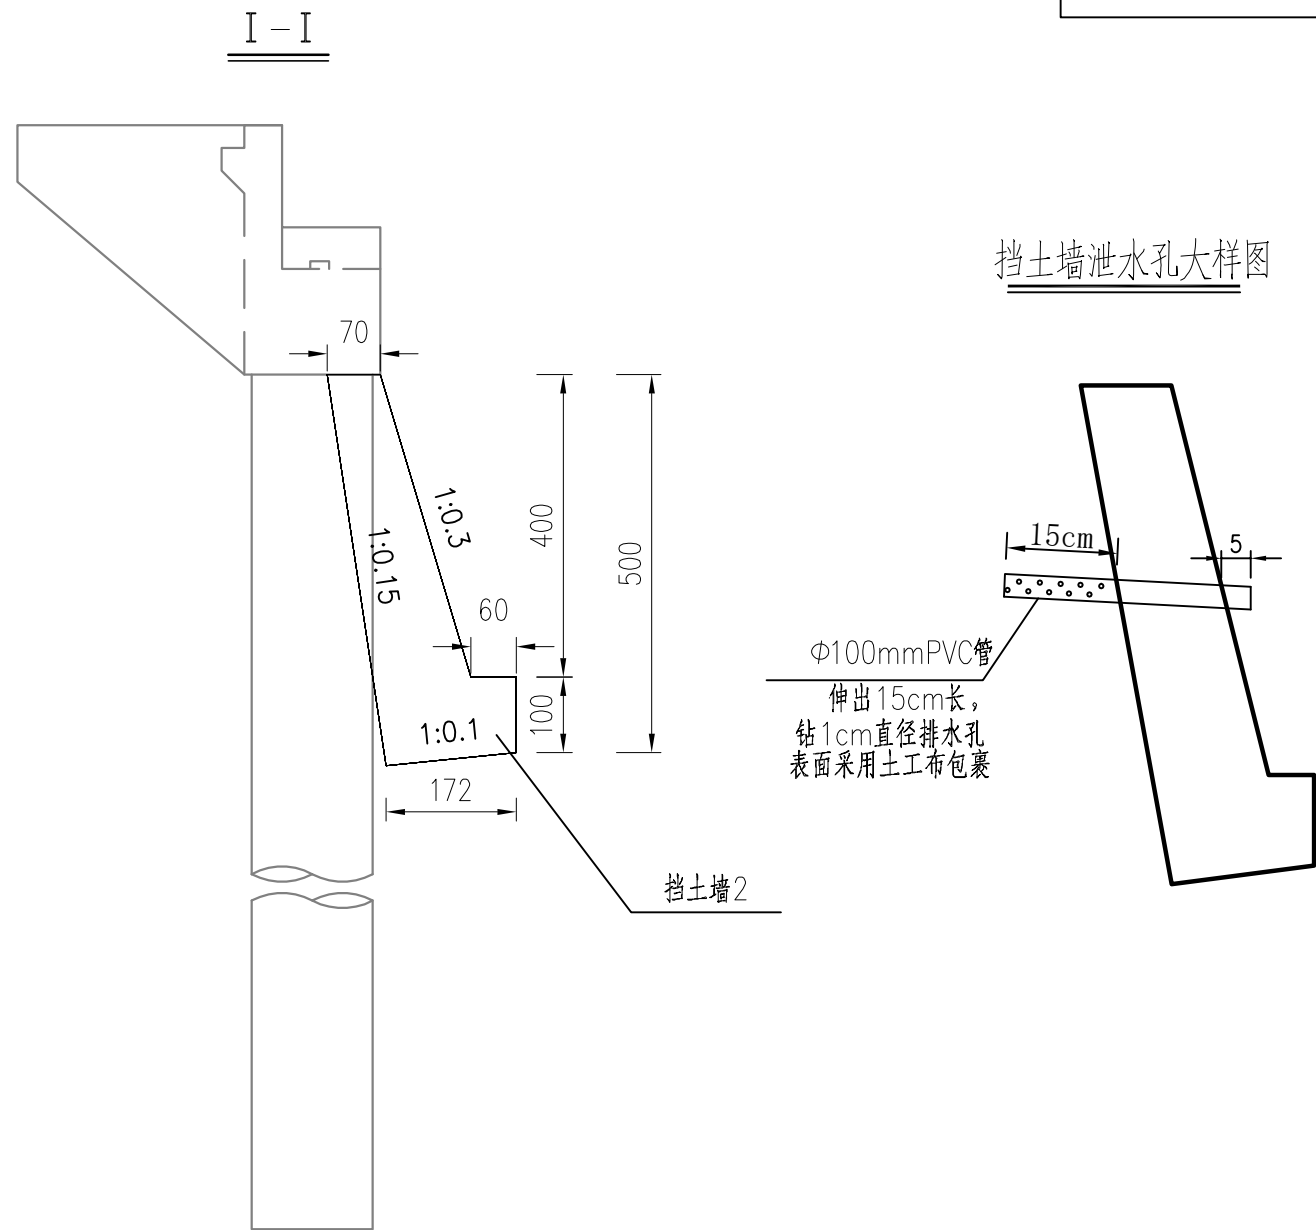 I-I
挡土墙泄水孔大样图
70
1:0.3
1:0.15
400
500
60
100
1:0.1
172
挡土墙2
15cm
5
Φ100mmPVC管
伸出15cm长，
钻1cm直径排水孔
表面采用土工布包裹